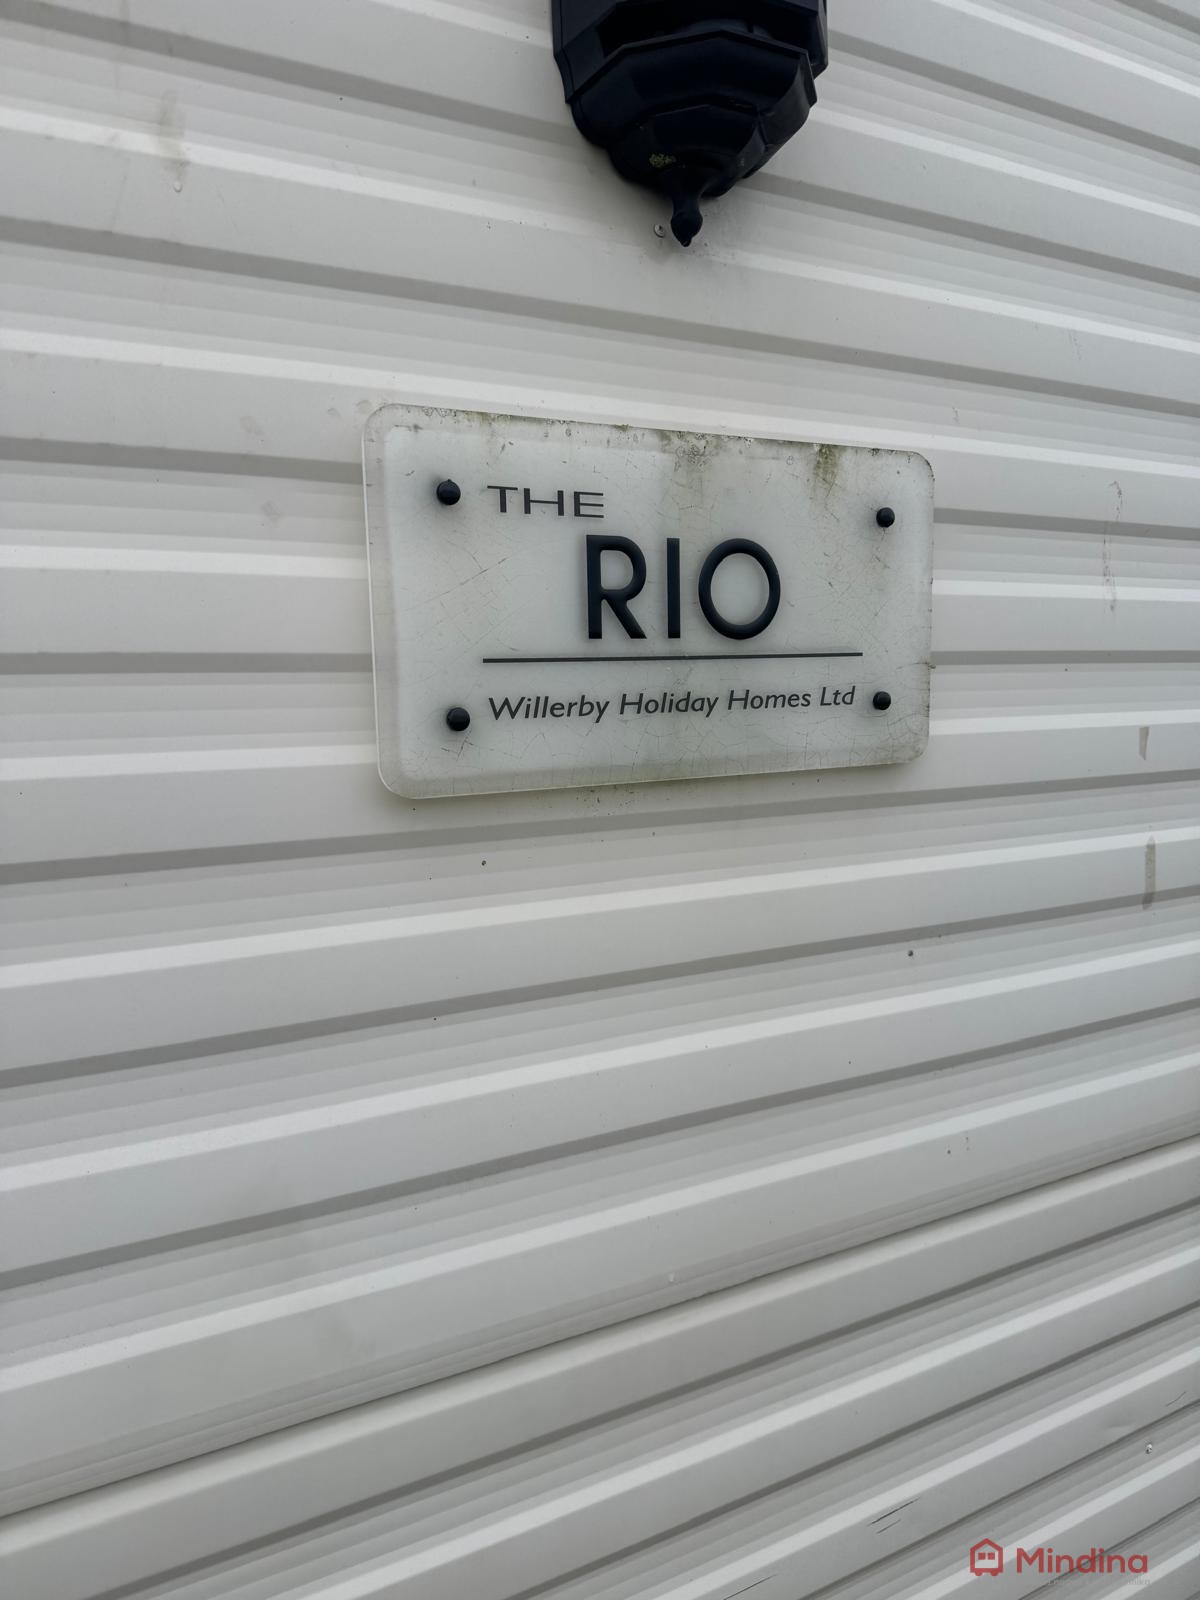 THE
RIO
Willerby Holiday Homes Ltd
Mindina